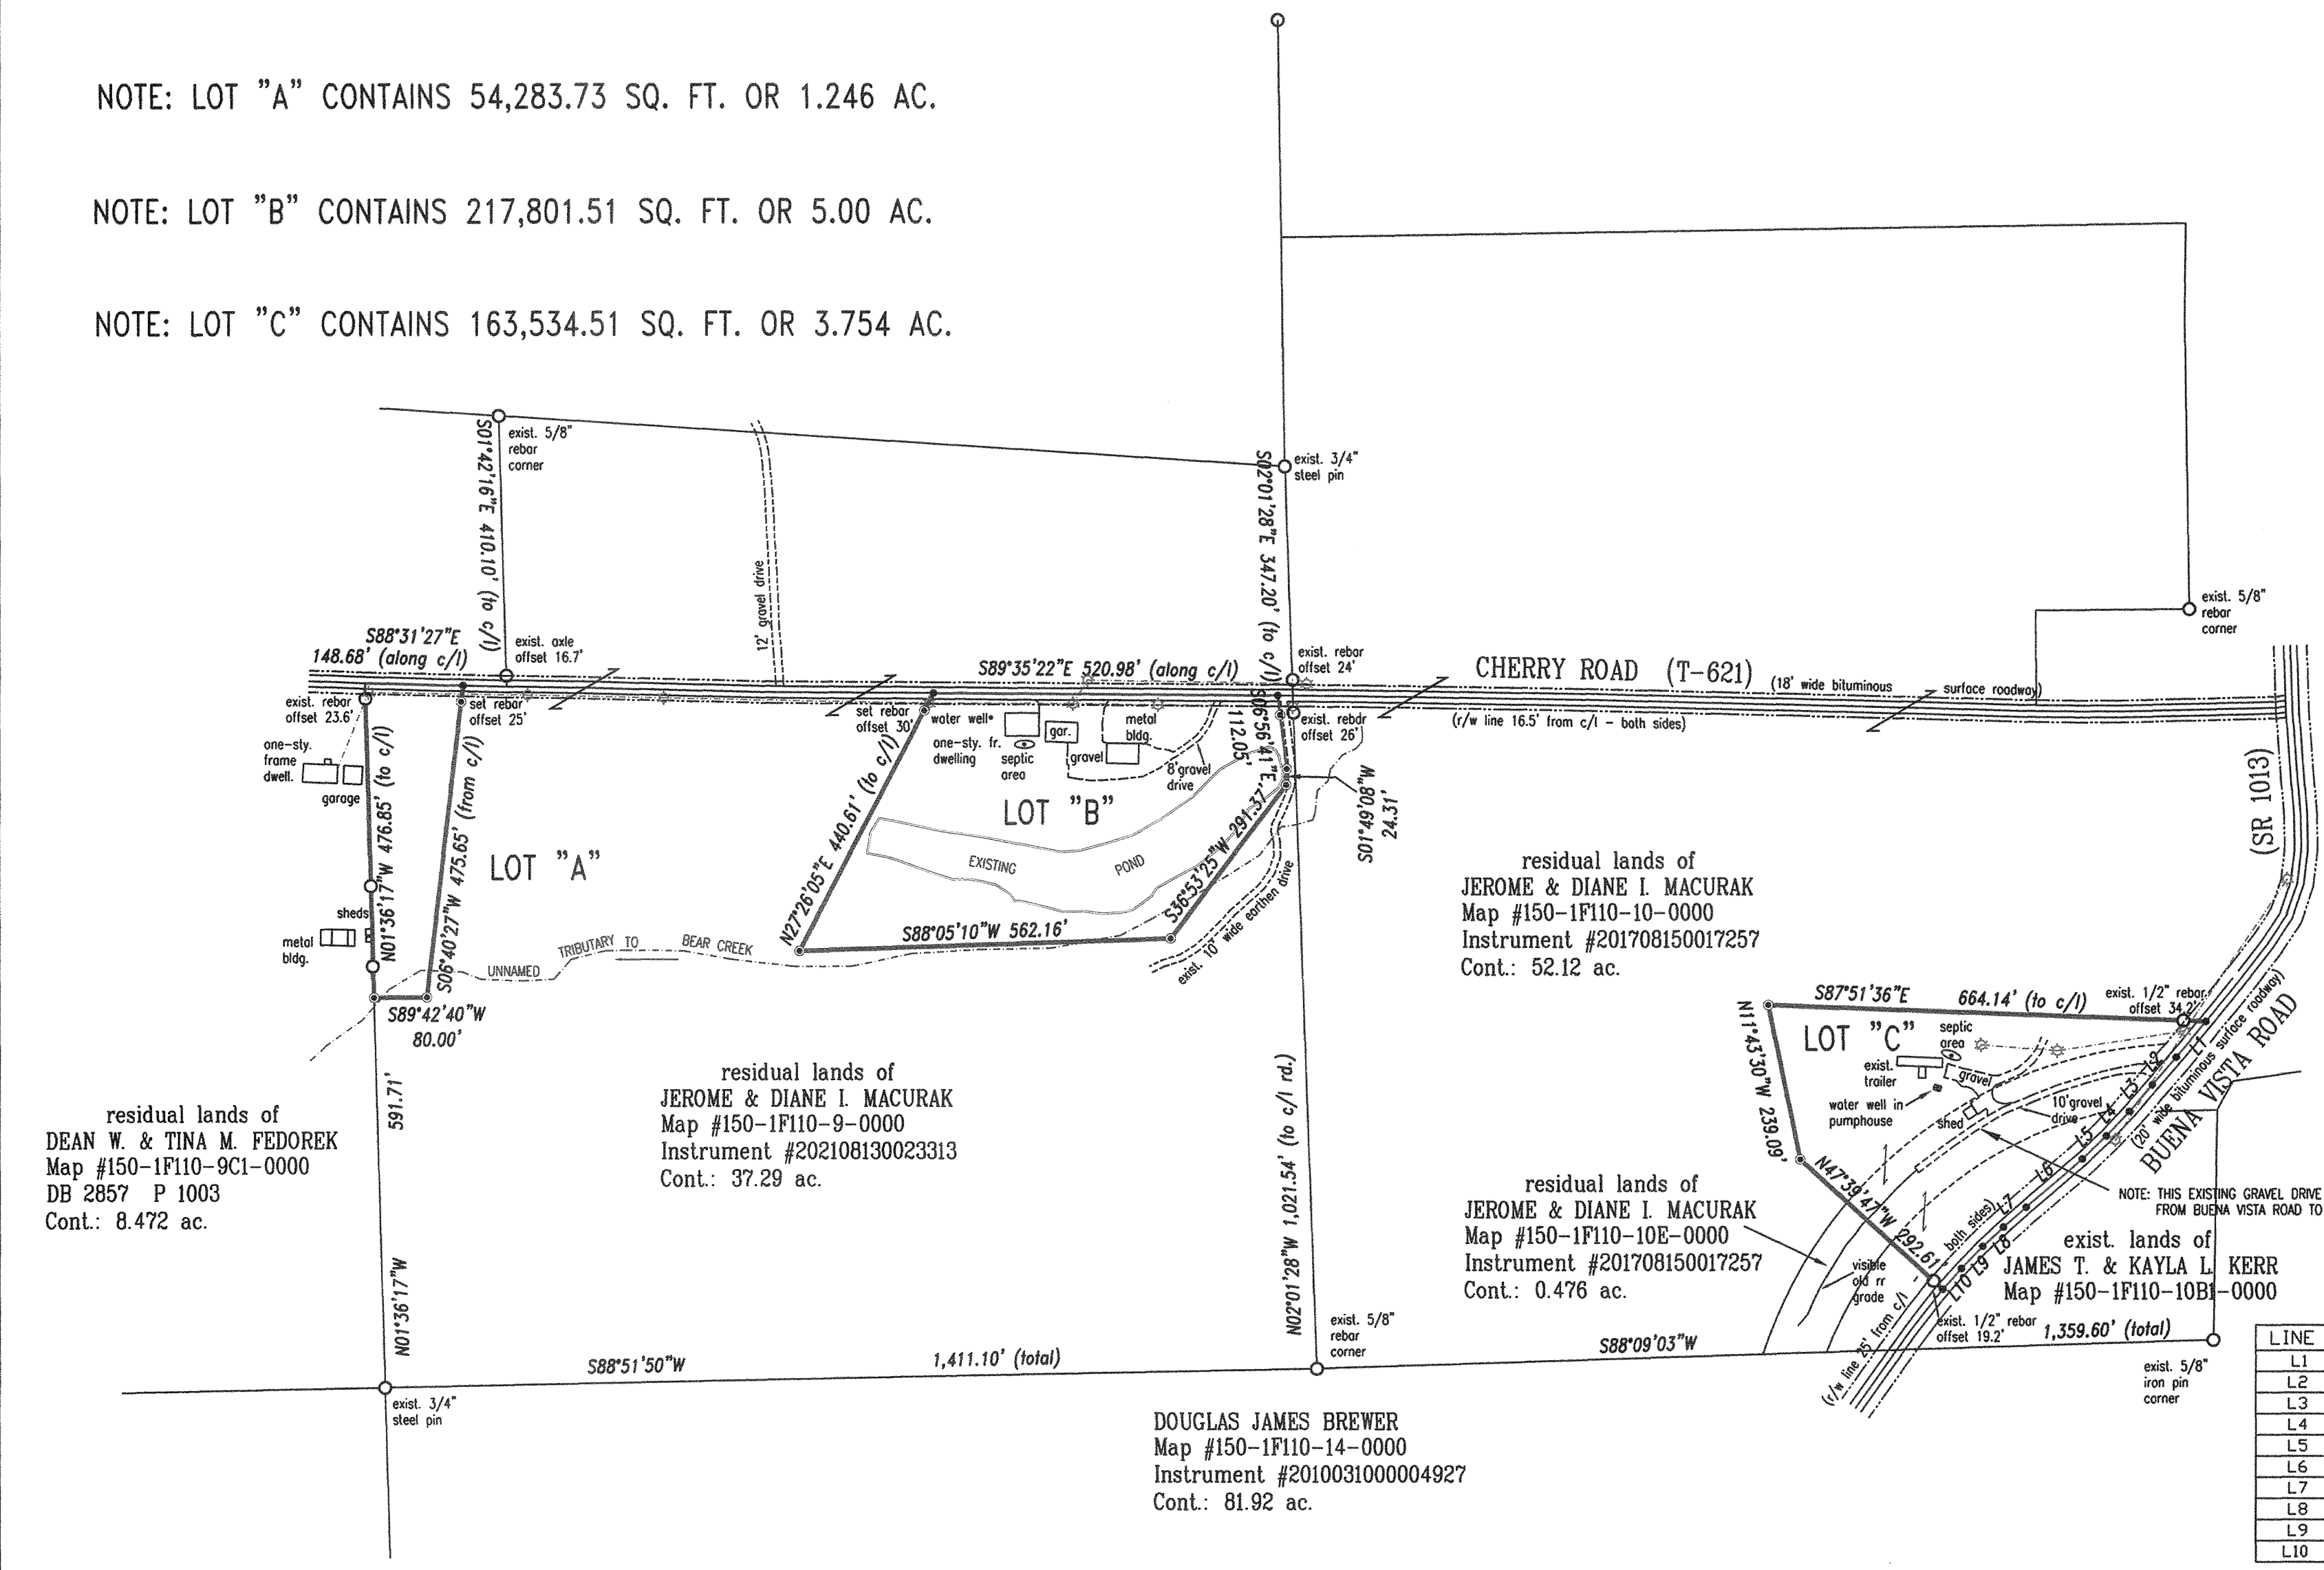 NOTE: LOT "A" CONTAINS 54,283.73 SQ. FT. OR 1.246 AC.
NOTE: LOT "B" CONTAINS 217,801.51 SQ. FT. OR 5.00 AC.
NOTE: LOT "C" CONTAINS 163,534.51 SQ. FT. OR 3.754 AC.
exist. 5/8"
rebar
corner
S01°42'16"E 410.10' (to c/l)
exist. 3/4"
steel pin
S02°01'28"E 347.20' (to c/l)
12' gravel drive
exist. 5/8"
rebar
corner
S88°31'27"E
148.68' (along c/l)
exist. axle
offset 16.7'
S89°35'22"E 520.98' (along c/l)
exist. rebar
offset 24'
CHERRY ROAD (T-621) (18' wide bituminous surface roadway)
(r/w line 16.5' from c/l - both sides)
exist. rebar
offset 23.6'
set rebar
offset 25'
set rebar
offset 30'
water well
one-sty. fr.
dwelling
septic
area
gar.
gravel
metal
bldg.
8'gravel
drive
S06°56'41"E
112.05'
exist. rebar
offset 26'
one-sty.
frame
dwell.
garage
N01°36'17"W 476.85' (to c/l)
S06°40'27"W 475.65' (from c/l)
LOT "A"
N27°26'05"E 440.61' (to c/l)
LOT "B"
EXISTING POND
S36°53'25"W 291.37'
S01°49'08"W
24.31'
exist. 10' wide earthen drive
(SR 1013)
sheds
metal
bldg.
S88°05'10"W 562.16'
UNNAMED TRIBUTARY TO BEAR CREEK
S89°42'40"W
80.00'
residual lands of
JEROME & DIANE I. MACURAK
Map #150-1F110-10-0000
Instrument #201708150017257
Cont.: 52.12 ac.
S87°51'36"E 664.14' (to c/l)
exist. 1/2" rebar
offset 34.2'
LOT "C"
septic
area
N11°43'30"W 239.09'
exist.
trailer
gravel
water well in
pumphouse
shed
10'gravel
drive
L1
L2
L3
L4
L5
L6
L7
L8
L9
L10
(20' wide bituminous surface roadway)
BUENA VISTA ROAD
N47°39'47"W 292.61'
both sides)
(r/w line 25' from c/l
visible
old rr
grade
NOTE: THIS EXISTING GRAVEL DRIVE
FROM BUENA VISTA ROAD TO
591.71'
N01°36'17"W
residual lands of
DEAN W. & TINA M. FEDOREK
Map #150-1F110-9C1-0000
DB 2857 P 1003
Cont.: 8.472 ac.
residual lands of
JEROME & DIANE I. MACURAK
Map #150-1F110-9-0000
Instrument #202108130023313
Cont.: 37.29 ac.
N02°01'28"W 1,021.54' (to c/l rd.)
residual lands of
JEROME & DIANE I. MACURAK
Map #150-1F110-10E-0000
Instrument #201708150017257
Cont.: 0.476 ac.
exist. lands of
JAMES T. & KAYLA L. KERR
Map #150-1F110-10B1-0000
exist. 5/8"
rebar
corner
exist. 1/2" rebar
offset 19.2'
S88°51'50"W 1,411.10' (total)
S88°09'03"W 1,359.60' (total)
exist. 3/4"
steel pin
exist. 5/8"
iron pin
corner
DOUGLAS JAMES BREWER
Map #150-1F110-14-0000
Instrument #2010031000004927
Cont.: 81.92 ac.
LINE
L1
L2
L3
L4
L5
L6
L7
L8
L9
L10